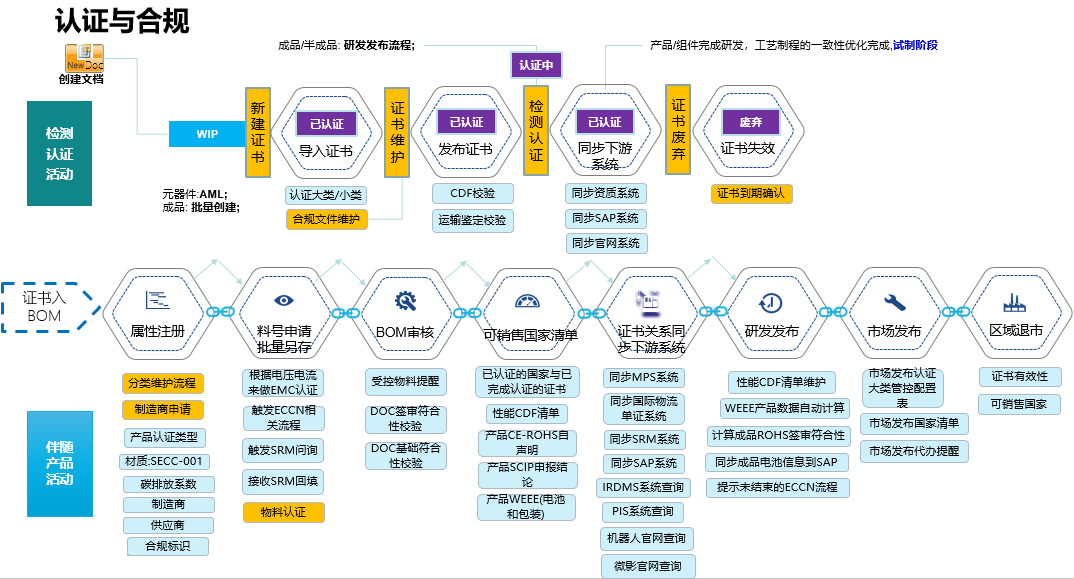 认证与合规
New Doc
创建文档
成品/半成品: 研发发布流程;
产品/组件完成研发，工艺制程的一致性优化完成,试制阶段
认证中
检测
认证
活动
WIP
新建证书
已认证
导入证书
证书维护
已认证
发布证书
检测认证
已认证
同步下游
系统
证书废弃
废弃
证书失效
元器件:AML;
成品: 批量创建;
认证大类/小类
合规文件维护
CDF校验
运输鉴定校验
同步资质系统
同步SAP系统
同步官网系统
证书到期确认
证书入
BOM
属性注册
料号申请
批量另存
BOM审核
可销售国家清单
证书关系同
步下游系统
研发发布
市场发布
区域退市
伴随
产品
活动
分类维护流程
制造商申请
产品认证类型
材质:SECC-001
碳排放系数
制造商
供应商
合规标识
根据电压电流
来做EMC认证
触发ECCN相
关流程
触发SRM问询
接收SRM回填
物料认证
受控物料提醒
DOC签审符合
性校验
DOC基础符合
性校验
已认证的国家与已
完成认证的证书
性能CDF清单
产品CE-ROHS自
声明
产品SCIP申报结
论
产品WEEE(电池
和包装)
同步MPS系统
同步国际物流
单证系统
同步SRM系统
同步SAP系统
IRDMS系统查询
PIS系统查询
机器人官网查询
微影官网查询
性能CDF清单维护
WEEE产品数据自动计算
计算成品ROHS签审符合性
同步成品电池信息到SAP
提示未结束的ECCN流程
市场发布认证
大类管控配置
表
市场发布国家清单
市场发布代办提醒
证书有效性
可销售国家